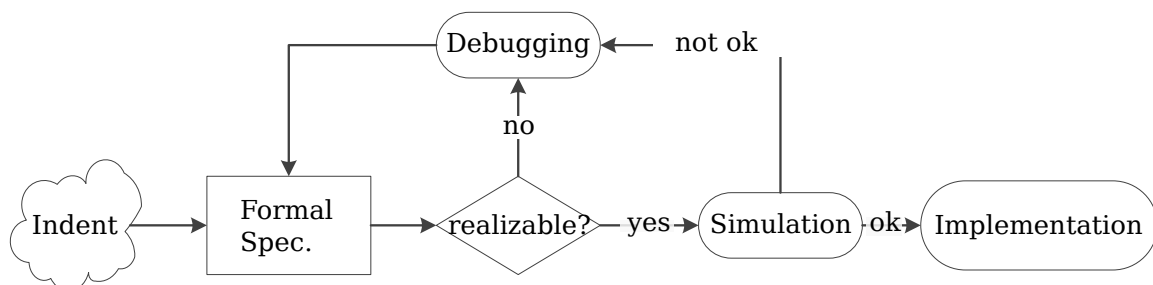 Debugging
not ok
no
Indent
Formal
Spec.
realizable?
yes
Simulation
ok
Implementation